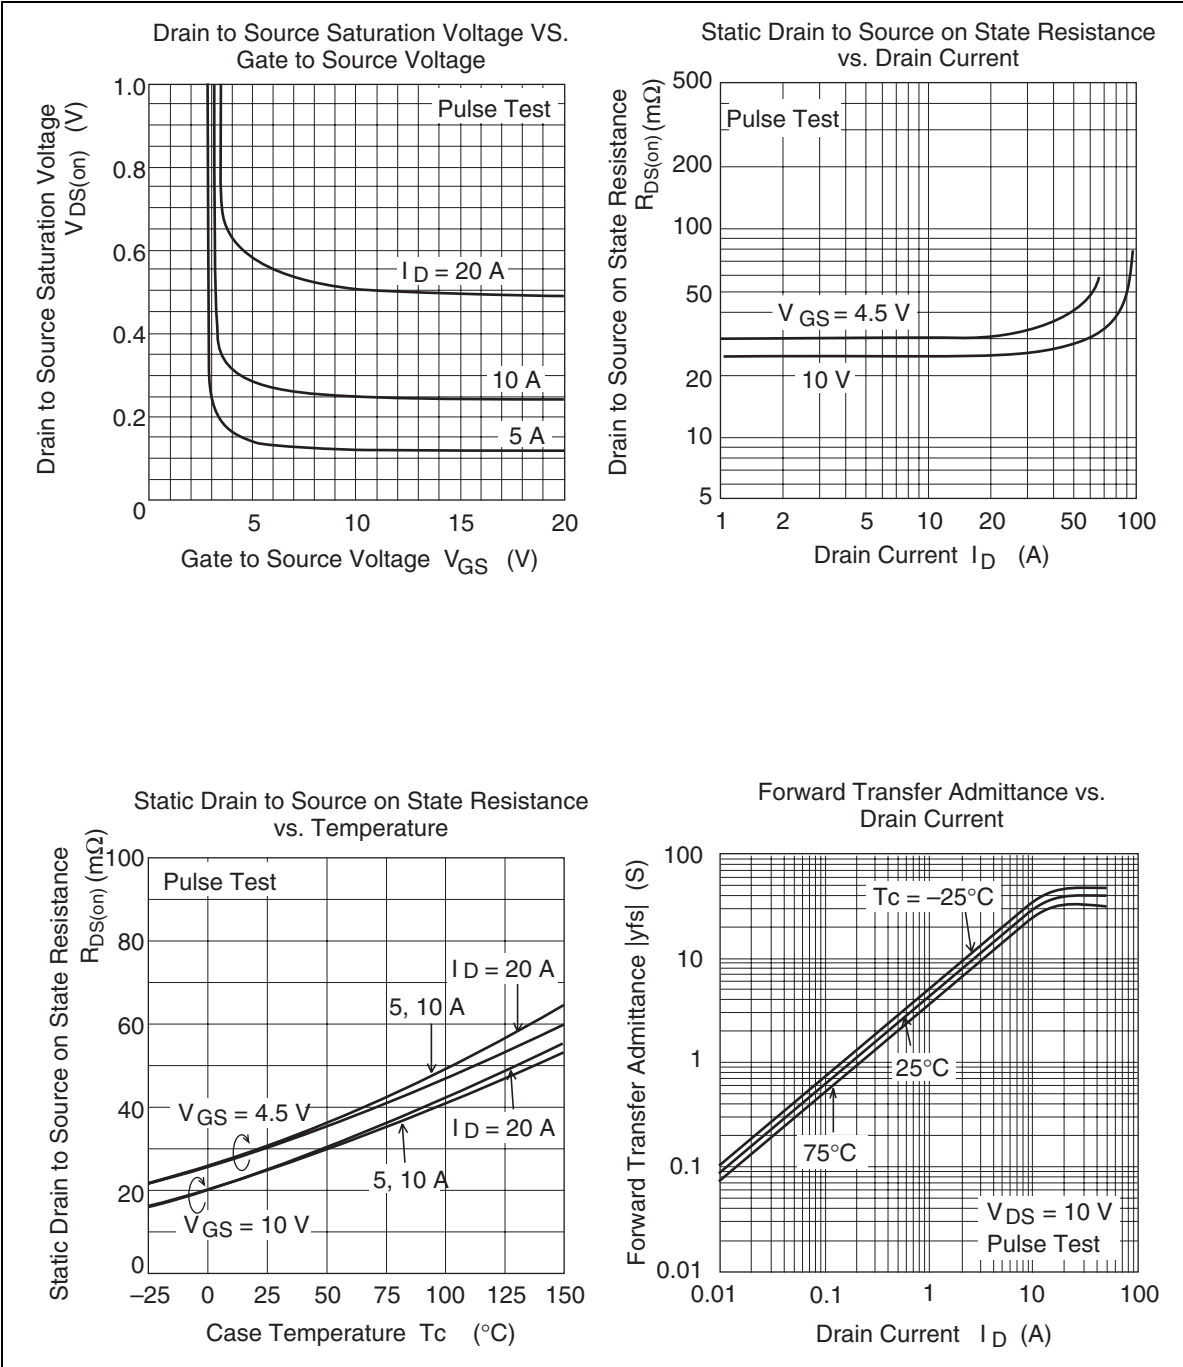 Drain to Source Saturation Voltage VS.
Gate to Source Voltage
Drain to Source Saturation Voltage
V DS(on) (V)
1.0
0.8
0.6
0.4
0.2
0
Pulse Test
I D = 20 A
10 A
5 A
0
5
10
15
20
Gate to Source Voltage VGS (V)
Static Drain to Source on State Resistance
vs. Drain Current
Drain to Source on State Resistance
RDS(on) (mΩ)
500
200
100
50
20
10
5
Pulse Test
V GS = 4.5 V
10 V
1 2 5 10 20 50 100
Drain Current I D (A)
Static Drain to Source on State Resistance
vs. Temperature
Static Drain to Source on State Resistance
RDS(on) (mΩ)
100
80
60
40
20
0
Pulse Test
I D = 20 A
5, 10 A
V GS = 4.5 V
I D = 20 A
5, 10 A
V GS = 10 V
–25 0 25 50 75 100 125 150
Case Temperature Tc (°C)
Forward Transfer Admittance vs.
Drain Current
Forward Transfer Admittance |yfs| (S)
100
10
1
0.1
0.01
Tc = –25°C
25°C
75°C
V DS = 10 V
Pulse Test
0.01 0.1 1 10 100
Drain Current I D (A)